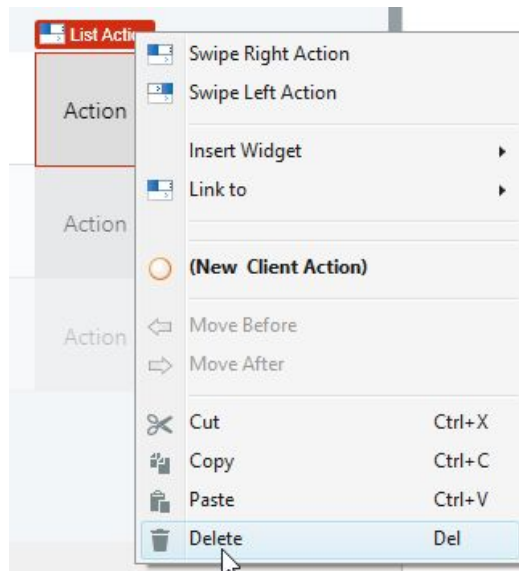 List Actio
Swipe Right Action
Swipe Left Action
Action
Insert Widget
Link to
Action
(New Client Action)
Move Before
Action
Move After
Cut Ctrl+X
Copy Ctrl+C
Paste Ctrl+V
Delete Del